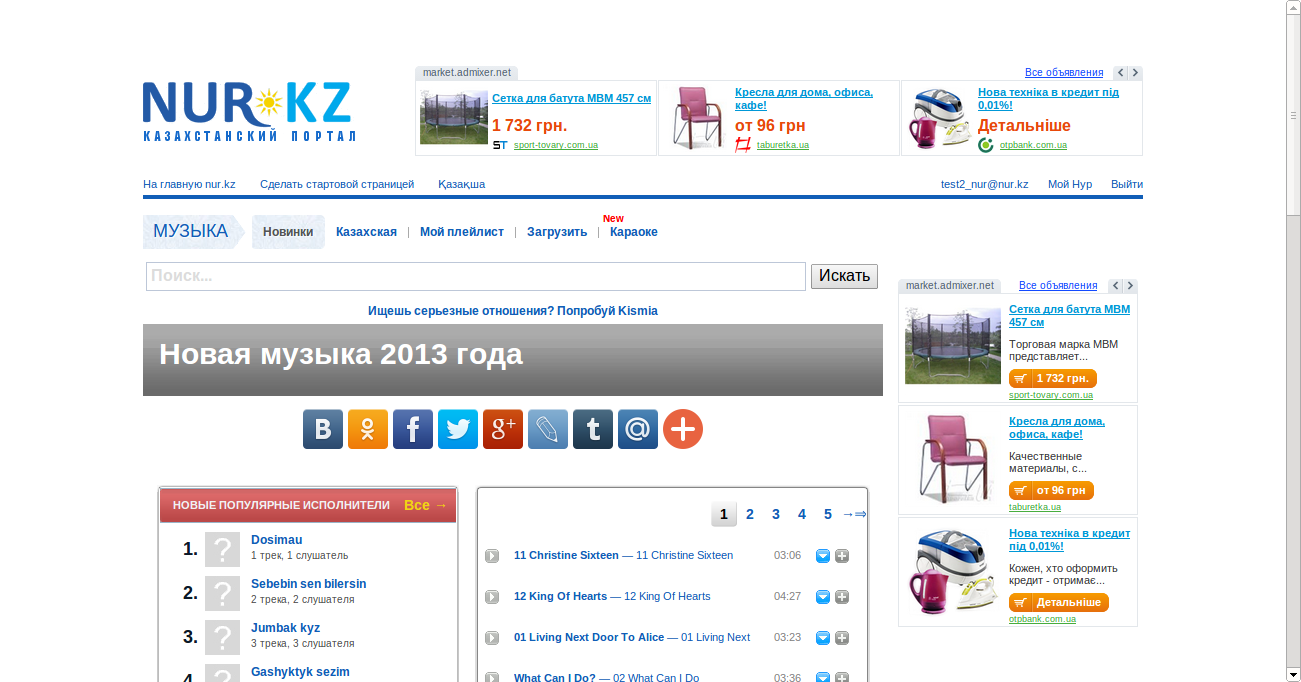 NUR KZ
КАЗАХСТАНСКИЙ ПОРТАЛ
market.admixer.net
Все объявления
Сетка для батута МВМ 457 см
1 732 грн.
ST sport-tovary.com.ua
Кресла для дома, офиса,
кафе!
от 96 грн
taburetka.ua
Нова техніка в кредит під
0,01%!
Детальніше
otpbank.com.ua
На главную nur.kz Сделать стартовой страницей Қазақша
test2_nur@nur.kz Мой Нур Выйти
МУЗЫКА Новинки Казахская | Мой плейлист | Загрузить | Караоке
New
Поиск... Искать
Ищешь серьезные отношения? Попробуй Kismia
Новая музыка 2013 года
B f g+ t @
НОВЫЕ ПОПУЛЯРНЫЕ ИСПОЛНИТЕЛИ Все →
1. ? Dosimau
1 трек, 1 слушатель
2. ? Sebebin sen bilersin
2 трека, 2 слушателя
3. ? Jumbak kyz
3 трека, 3 слушателя
4. ? Gashyktyk sezim
1 2 3 4 5 →⇒
11 Christine Sixteen — 11 Christine Sixteen 03:06
12 King Of Hearts — 12 King Of Hearts 04:27
01 Living Next Door To Alice — 01 Living Next 03:23
What Can I Do? — 02 What Can I Do 03:36
market.admixer.net Все объявления
Сетка для батута МВМ
457 см
Торговая марка МВМ
представляет...
1 732 грн.
sport-tovary.com.ua
Кресла для дома,
офиса, кафе!
Качественные
материалы, с...
от 96 грн
taburetka.ua
Нова техніка в кредит
під 0,01%!
Кожен, хто оформить
кредит - отримає...
Детальніше
otpbank.com.ua